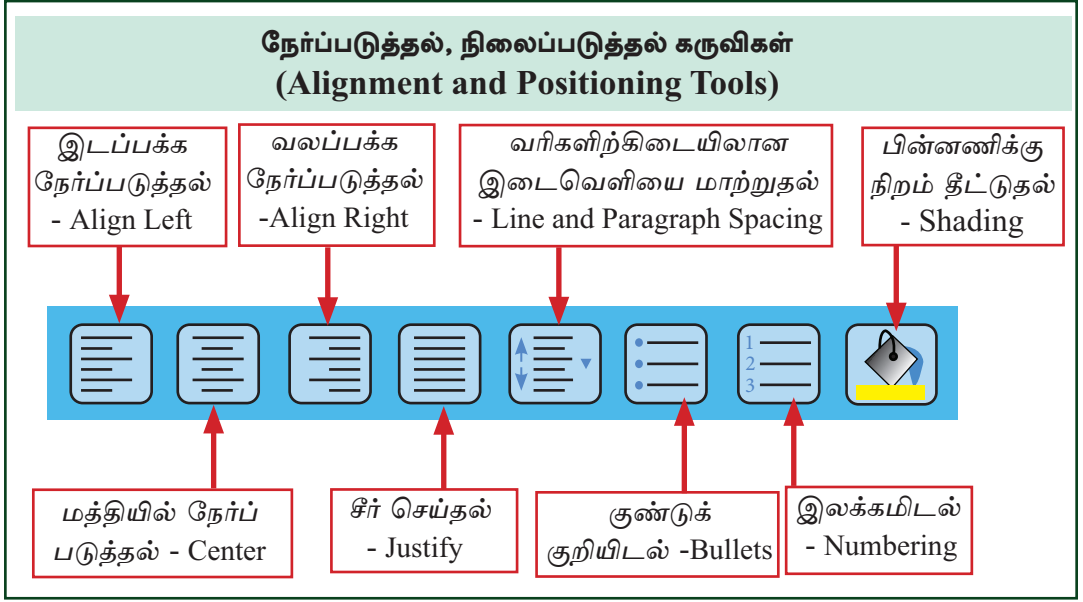 நேர்ப்படுத்தல், நிலைப்படுத்தல் கருவிகள்
(Alignment and Positioning Tools)
இடப்பக்க
நேர்ப்படுத்தல்
- Align Left
வலப்பக்க
நேர்ப்படுத்தல்
-Align Right
வரிகளிற்கிடையிலான
இடைவெளியை மாற்றுதல்
- Line and Paragraph Spacing
பின்னணிக்கு
நிறம் தீட்டுதல்
- Shading
1
2
3
மத்தியில் நேர்ப்
படுத்தல் - Center
சீர் செய்தல்
- Justify
குண்டுக்
குறியிடல் -Bullets
இலக்கமிடல்
- Numbering